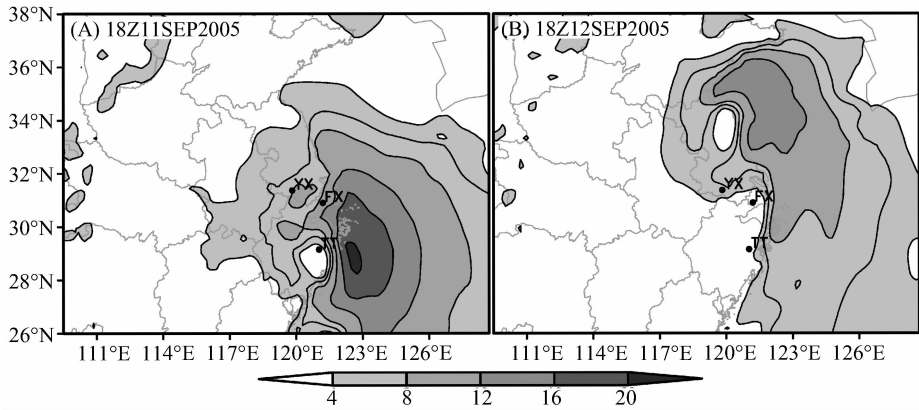 (A) 18Z11SEP2005 (B) 18Z12SEP2005
38°N
36°N
34°N
32°N
30°N
28°N
26°N
YX
FX
TT
YX
FX
TT
111°E 114°E 117°E 120°E 123°E 126°E 111°E 114°E 117°E 120°E 123°E 126°E
4 8 12 16 20